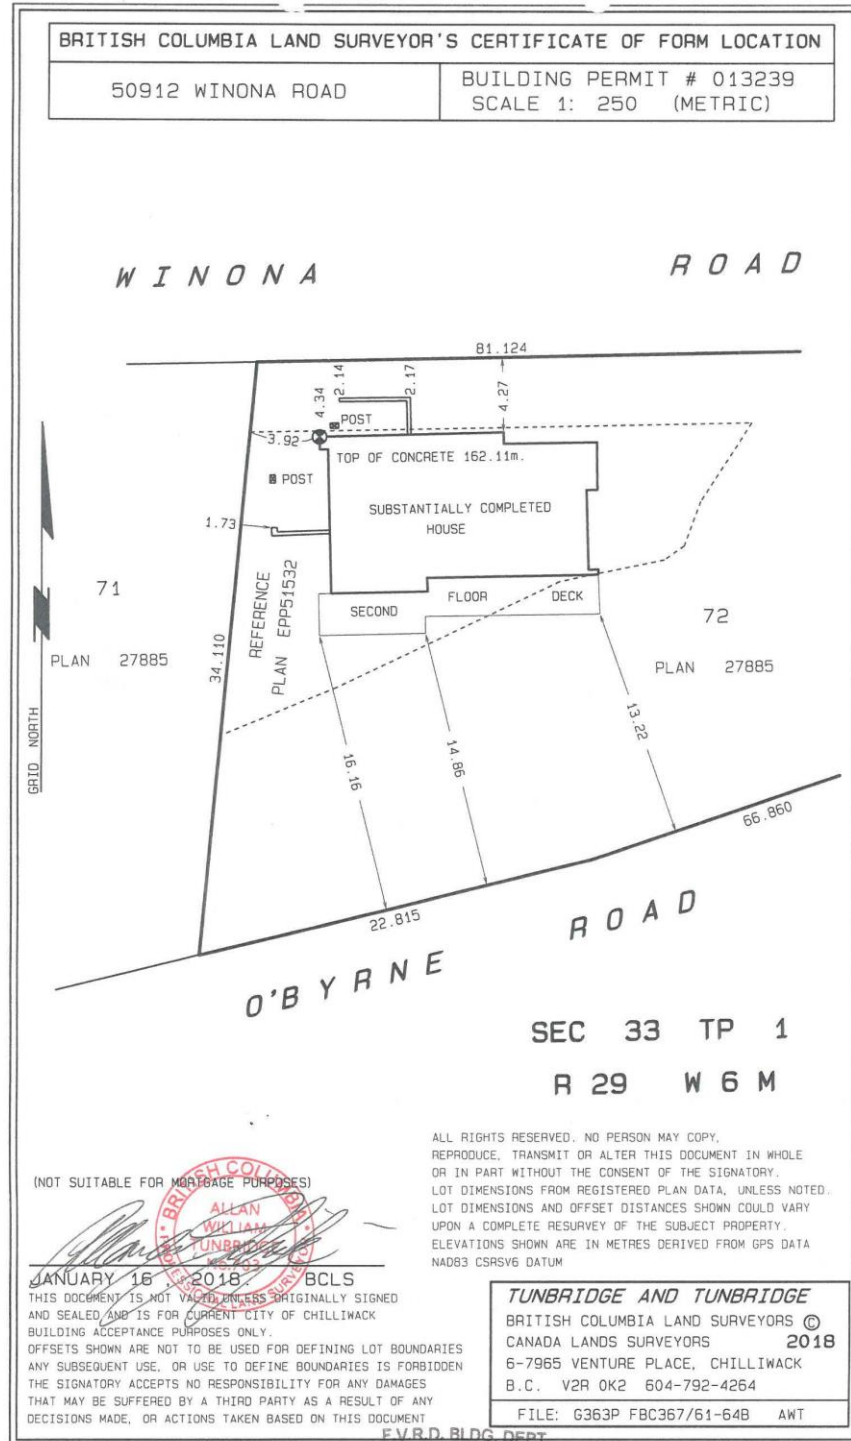 BRITISH COLUMBIA LAND SURVEYOR'S CERTIFICATE OF FORM LOCATION
50912 WINONA ROAD
BUILDING PERMIT # 013239
SCALE 1: 250 (METRIC)
WINONA ROAD
81.124
4.34
2.14
2.17
4.27
POST
3.92
TOP OF CONCRETE 162.11m.
POST
SUBSTANTIALLY COMPLETED
HOUSE
1.73
REFERENCE
PLAN EPP51532
71
PLAN 27885
34.110
SECOND FLOOR DECK
72
PLAN 27885
GRID NORTH
16.16
14.86
13.22
66.860
22.815
O'BYRNE ROAD
SEC 33 TP 1
R 29 W 6 M
ALL RIGHTS RESERVED. NO PERSON MAY COPY,
REPRODUCE, TRANSMIT OR ALTER THIS DOCUMENT IN WHOLE
OR IN PART WITHOUT THE CONSENT OF THE SIGNATORY.
LOT DIMENSIONS FROM REGISTERED PLAN DATA, UNLESS NOTED.
LOT DIMENSIONS AND OFFSET DISTANCES SHOWN COULD VARY
UPON A COMPLETE RESURVEY OF THE SUBJECT PROPERTY.
ELEVATIONS SHOWN ARE IN METRES DERIVED FROM GPS DATA
NAD83 CSRSV6 DATUM
(NOT SUITABLE FOR MORTGAGE PURPOSES)
BRITISH COLUMBIA
ALLAN
WILLIAM
TUNBRIDGE
No.703
PROFESSIONAL LAND SURVEYOR
JANUARY 16, 2018. BCLS
THIS DOCUMENT IS NOT VALID UNLESS ORIGINALLY SIGNED
AND SEALED AND IS FOR CURRENT CITY OF CHILLIWACK
BUILDING ACCEPTANCE PURPOSES ONLY.
OFFSETS SHOWN ARE NOT TO BE USED FOR DEFINING LOT BOUNDARIES
ANY SUBSEQUENT USE, OR USE TO DEFINE BOUNDARIES IS FORBIDDEN
THE SIGNATORY ACCEPTS NO RESPONSIBILITY FOR ANY DAMAGES
THAT MAY BE SUFFERED BY A THIRD PARTY AS A RESULT OF ANY
DECISIONS MADE, OR ACTIONS TAKEN BASED ON THIS DOCUMENT
TUNBRIDGE AND TUNBRIDGE
BRITISH COLUMBIA LAND SURVEYORS ©
CANADA LANDS SURVEYORS 2018
6-7965 VENTURE PLACE, CHILLIWACK
B.C. V2R 0K2 604-792-4264
FILE: G363P FBC367/61-64B AWT
F.V.R.D. BLDG. DEPT